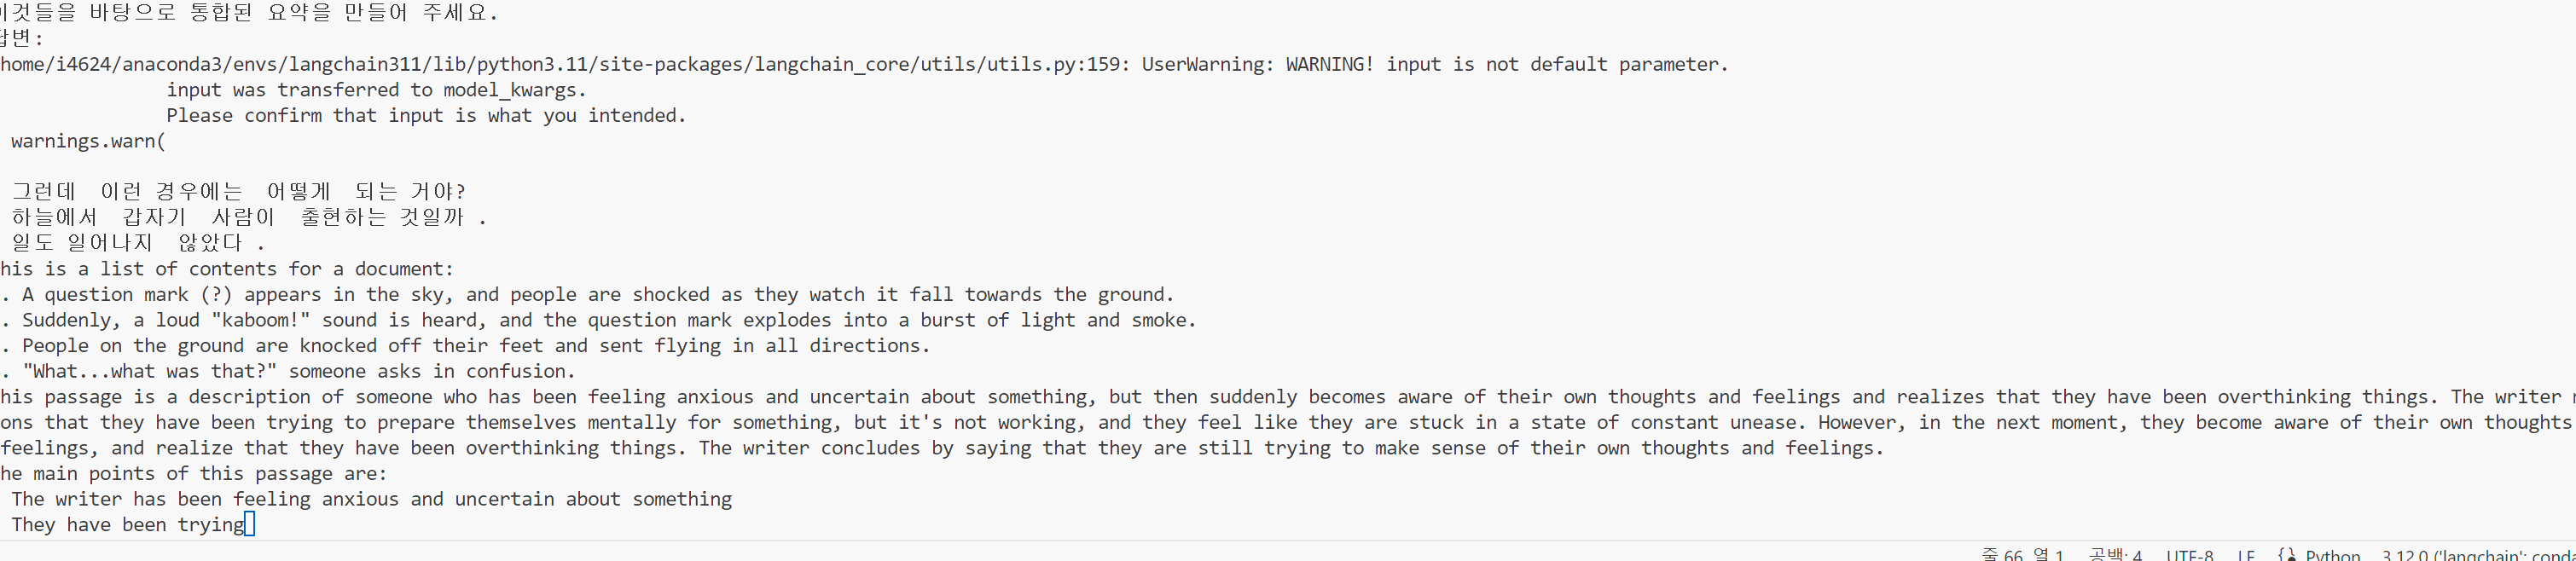 이것들을 바탕으로 통합된 요약을 만들어 주세요.
답변:
home/i4624/anaconda3/envs/langchain311/lib/python3.11/site-packages/langchain_core/utils/utils.py:159: UserWarning: WARNING! input is not default parameter.
input was transferred to model_kwargs.
Please confirm that input is what you intended.
warnings.warn(
그런데 이런 경우에는 어떻게 되는 거야?
하늘에서 갑자기 사람이 출현하는 것일까 .
일도 일어나지 않았다 .
his is a list of contents for a document:
. A question mark (?) appears in the sky, and people are shocked as they watch it fall towards the ground.
. Suddenly, a loud "kaboom!" sound is heard, and the question mark explodes into a burst of light and smoke.
. People on the ground are knocked off their feet and sent flying in all directions.
. "What...what was that?" someone asks in confusion.
his passage is a description of someone who has been feeling anxious and uncertain about something, but then suddenly becomes aware of their own thoughts and feelings and realizes that they have been overthinking things. The writer
ons that they have been trying to prepare themselves mentally for something, but it's not working, and they feel like they are stuck in a state of constant unease. However, in the next moment, they become aware of their own thoughts
feelings, and realize that they have been overthinking things. The writer concludes by saying that they are still trying to make sense of their own thoughts and feelings.
he main points of this passage are:
The writer has been feeling anxious and uncertain about something
They have been trying
줄 66, 열 1 공백: 4 UTF-8 LF {} Python 3.12.0 ('langchain': conda